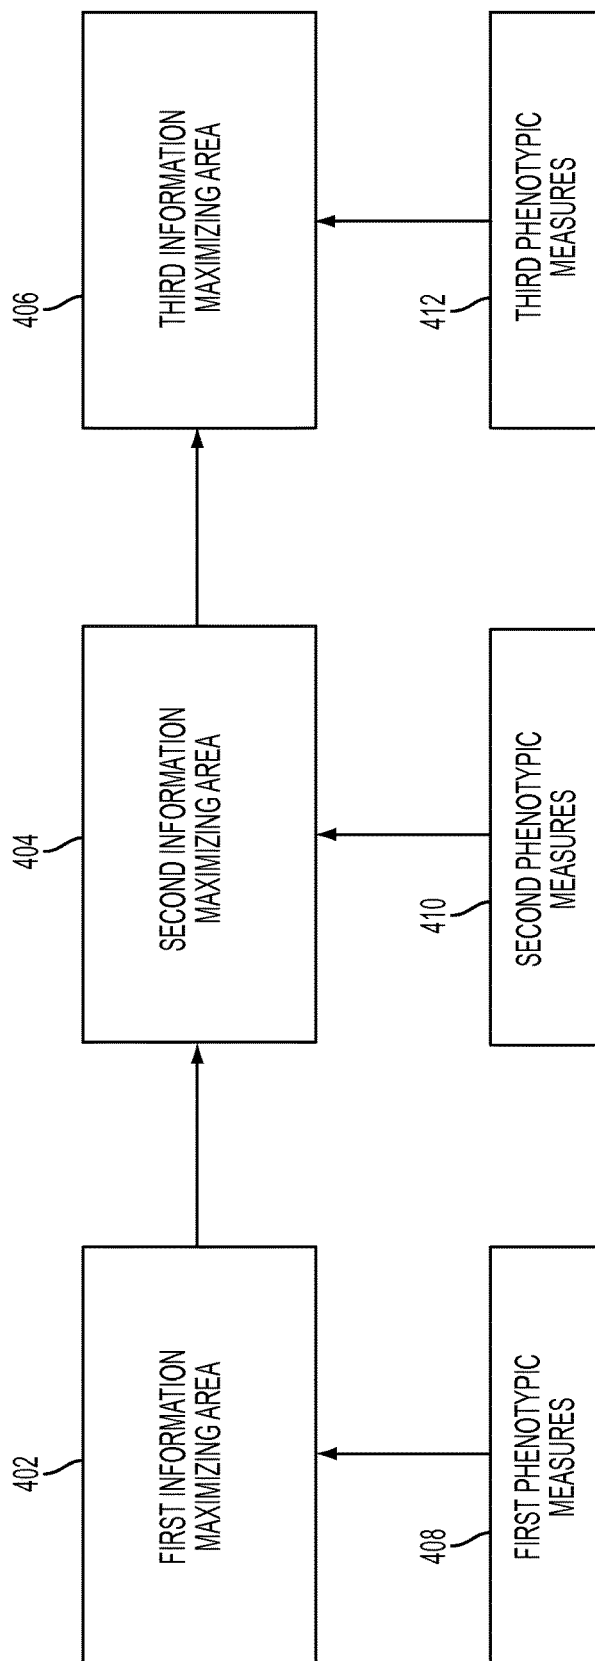 402
FIRST INFORMATION
MAXIMIZING AREA
404
SECOND INFORMATION
MAXIMIZING AREA
406
THIRD INFORMATION
MAXIMIZING AREA
408
FIRST PHENOTYPIC
MEASURES
410
SECOND PHENOTYPIC
MEASURES
412
THIRD PHENOTYPIC
MEASURES